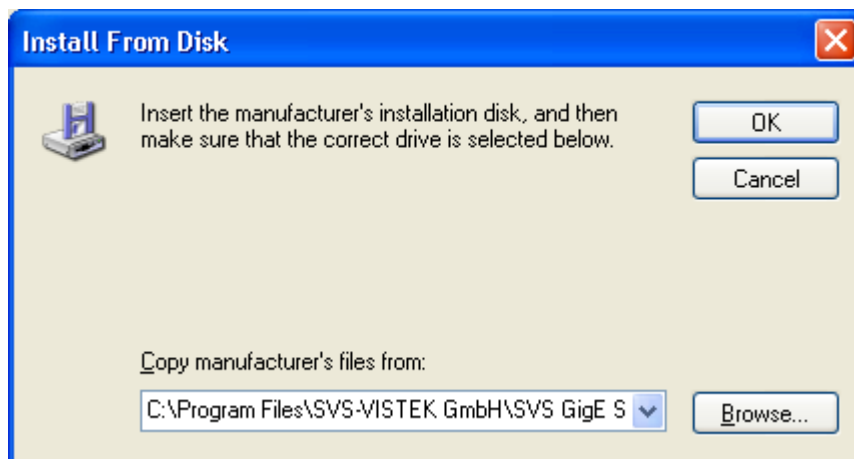 Install From Disk
Insert the manufacturer's installation disk, and then
make sure that the correct drive is selected below.
OK
Cancel
Copy manufacturer's files from:
C:\Program Files\SVS-VISTEK GmbH\SVS GigE S
Browse...